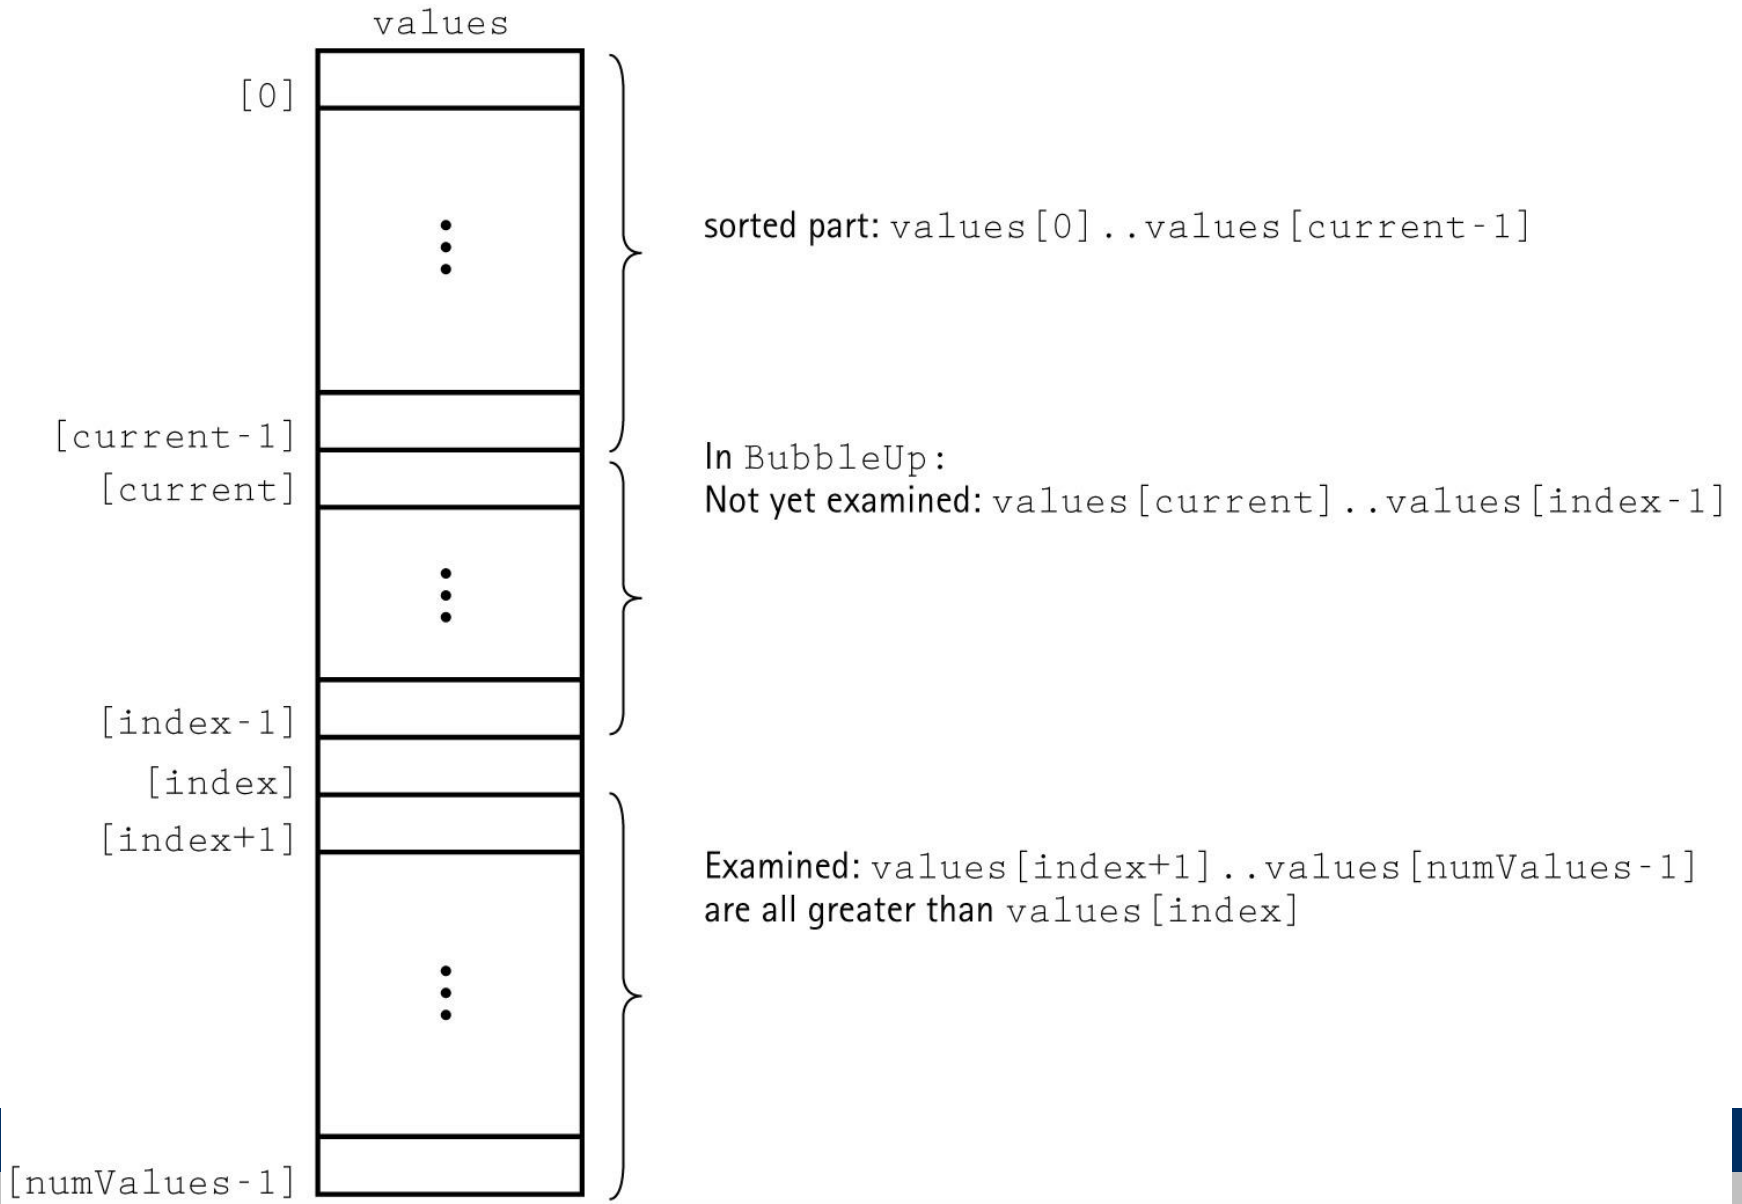 values
[0]
sorted part: values[0]..values[current-1]
[current-1]
[current]
In BubbleUp:
Not yet examined: values[current]..values[index-1]
[index-1]
[index]
[index+1]
Examined: values[index+1]..values[numValues-1]
are all greater than values[index]
[numValues-1]